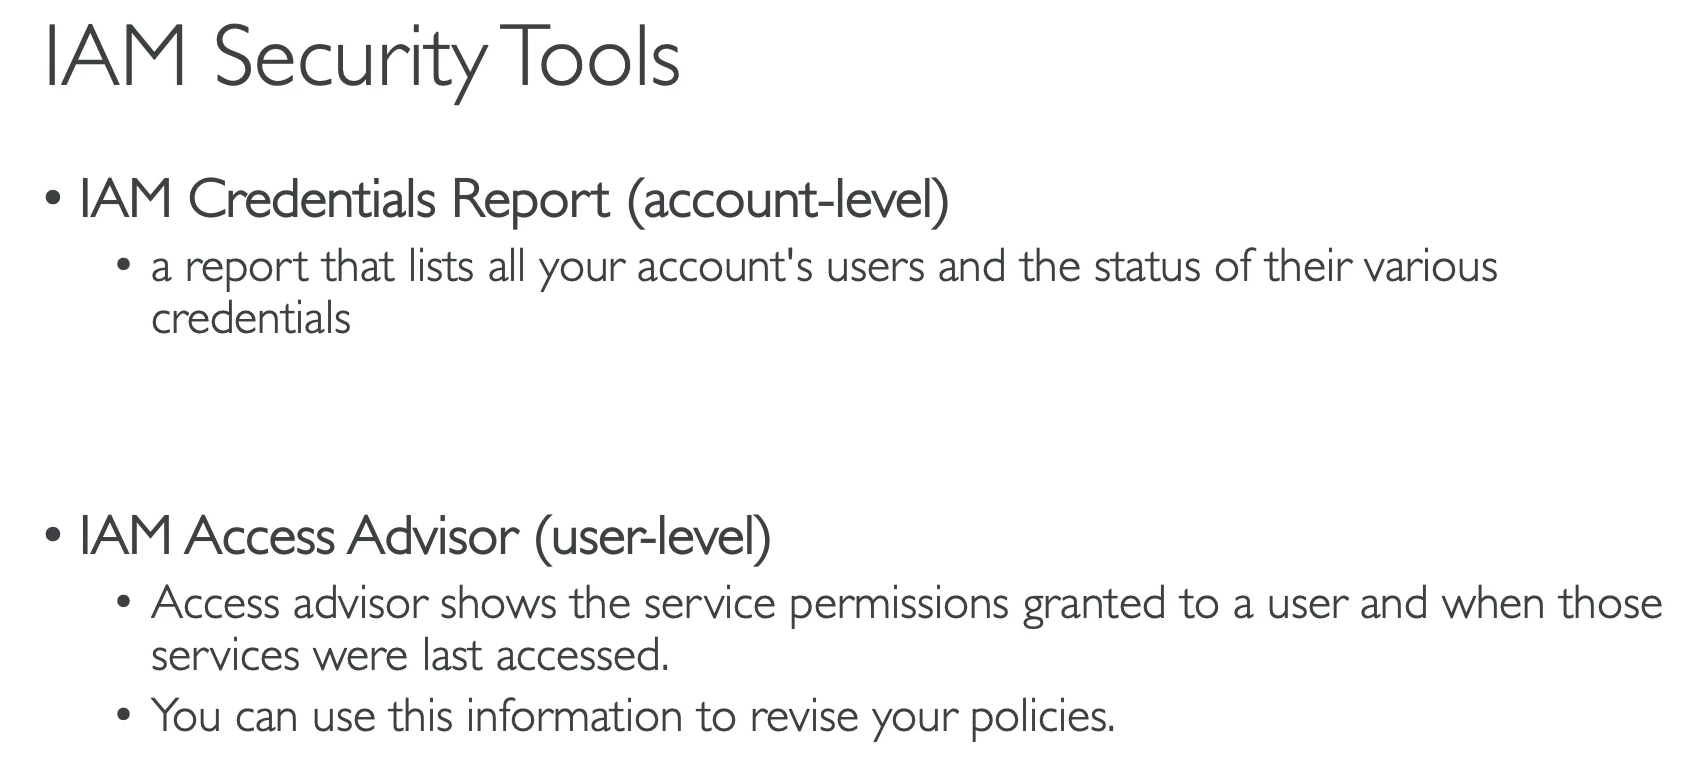 IAM Security Tools
• IAM Credentials Report (account-level)
• a report that lists all your account's users and the status of their various
credentials
• IAM Access Advisor (user-level)
• Access advisor shows the service permissions granted to a user and when those
services were last accessed.
• You can use this information to revise your policies.